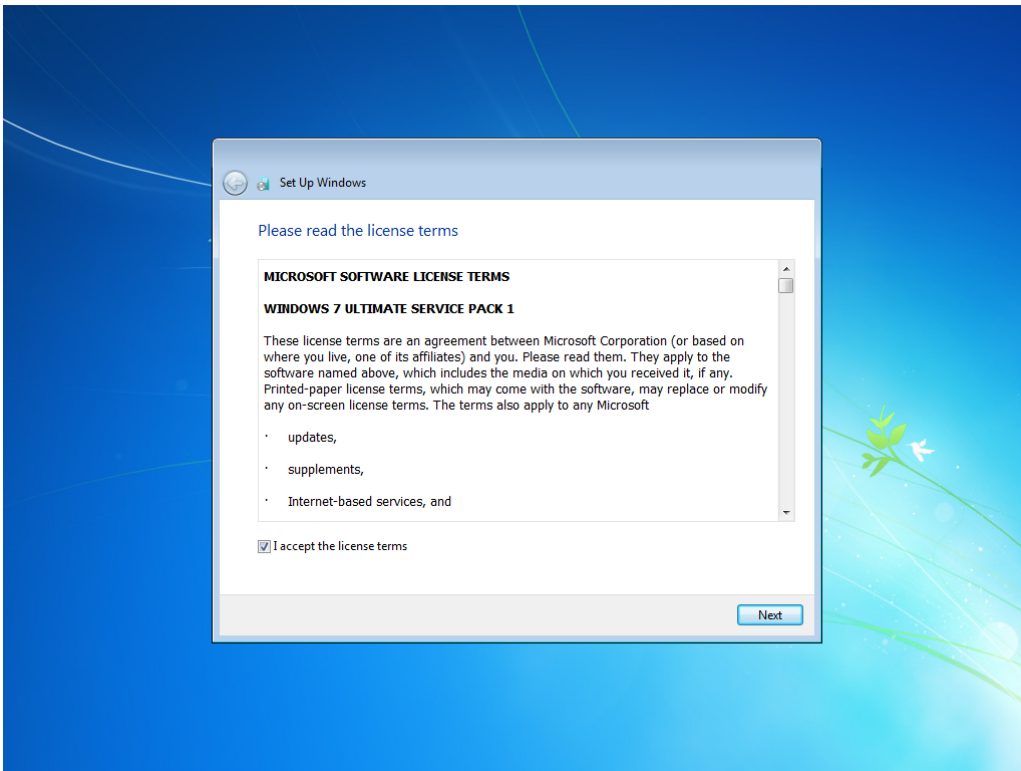 Set Up Windows
Please read the license terms
MICROSOFT SOFTWARE LICENSE TERMS
WINDOWS 7 ULTIMATE SERVICE PACK 1
These license terms are an agreement between Microsoft Corporation (or based on
where you live, one of its affiliates) and you. Please read them. They apply to the
software named above, which includes the media on which you received it, if any.
Printed-paper license terms, which may come with the software, may replace or modify
any on-screen license terms. The terms also apply to any Microsoft
· updates,
· supplements,
· Internet-based services, and
I accept the license terms
Next